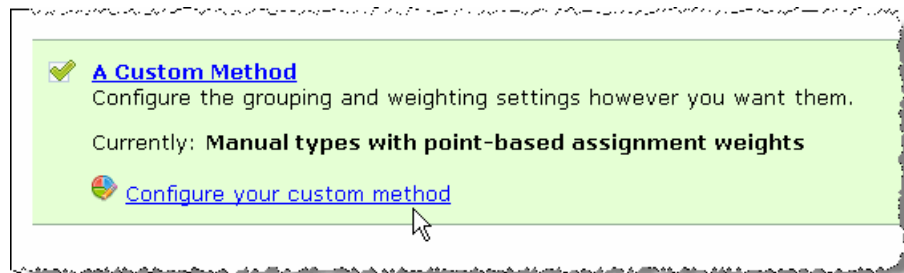 A Custom Method
Configure the grouping and weighting settings however you want them.
Currently: Manual types with point-based assignment weights
Configure your custom method